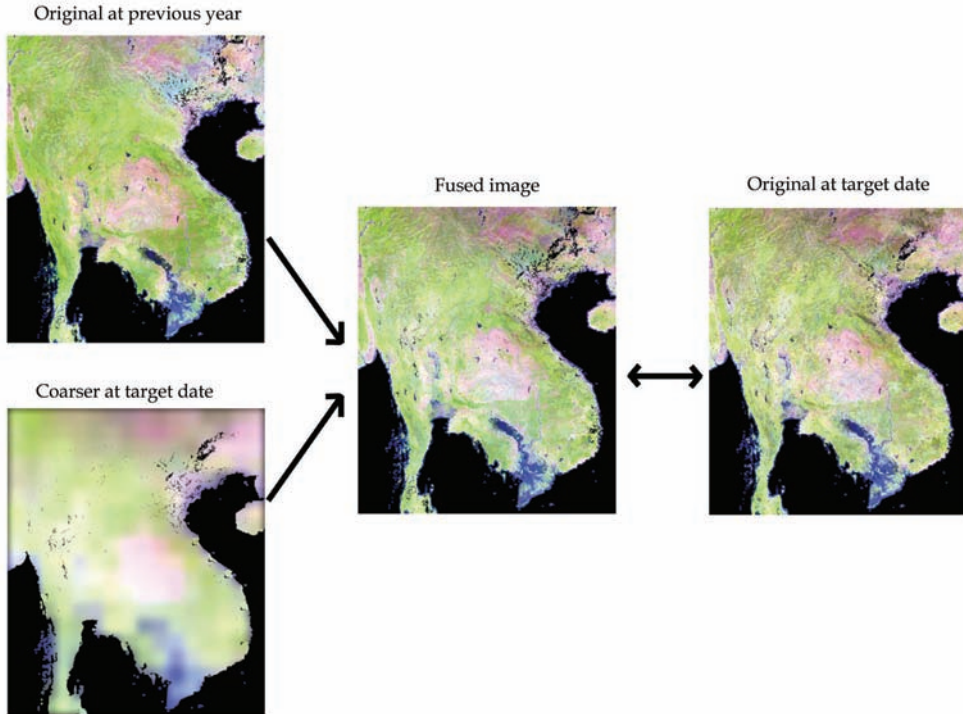 Original at previous year
Fused image
Original at target date
Coarser at target date